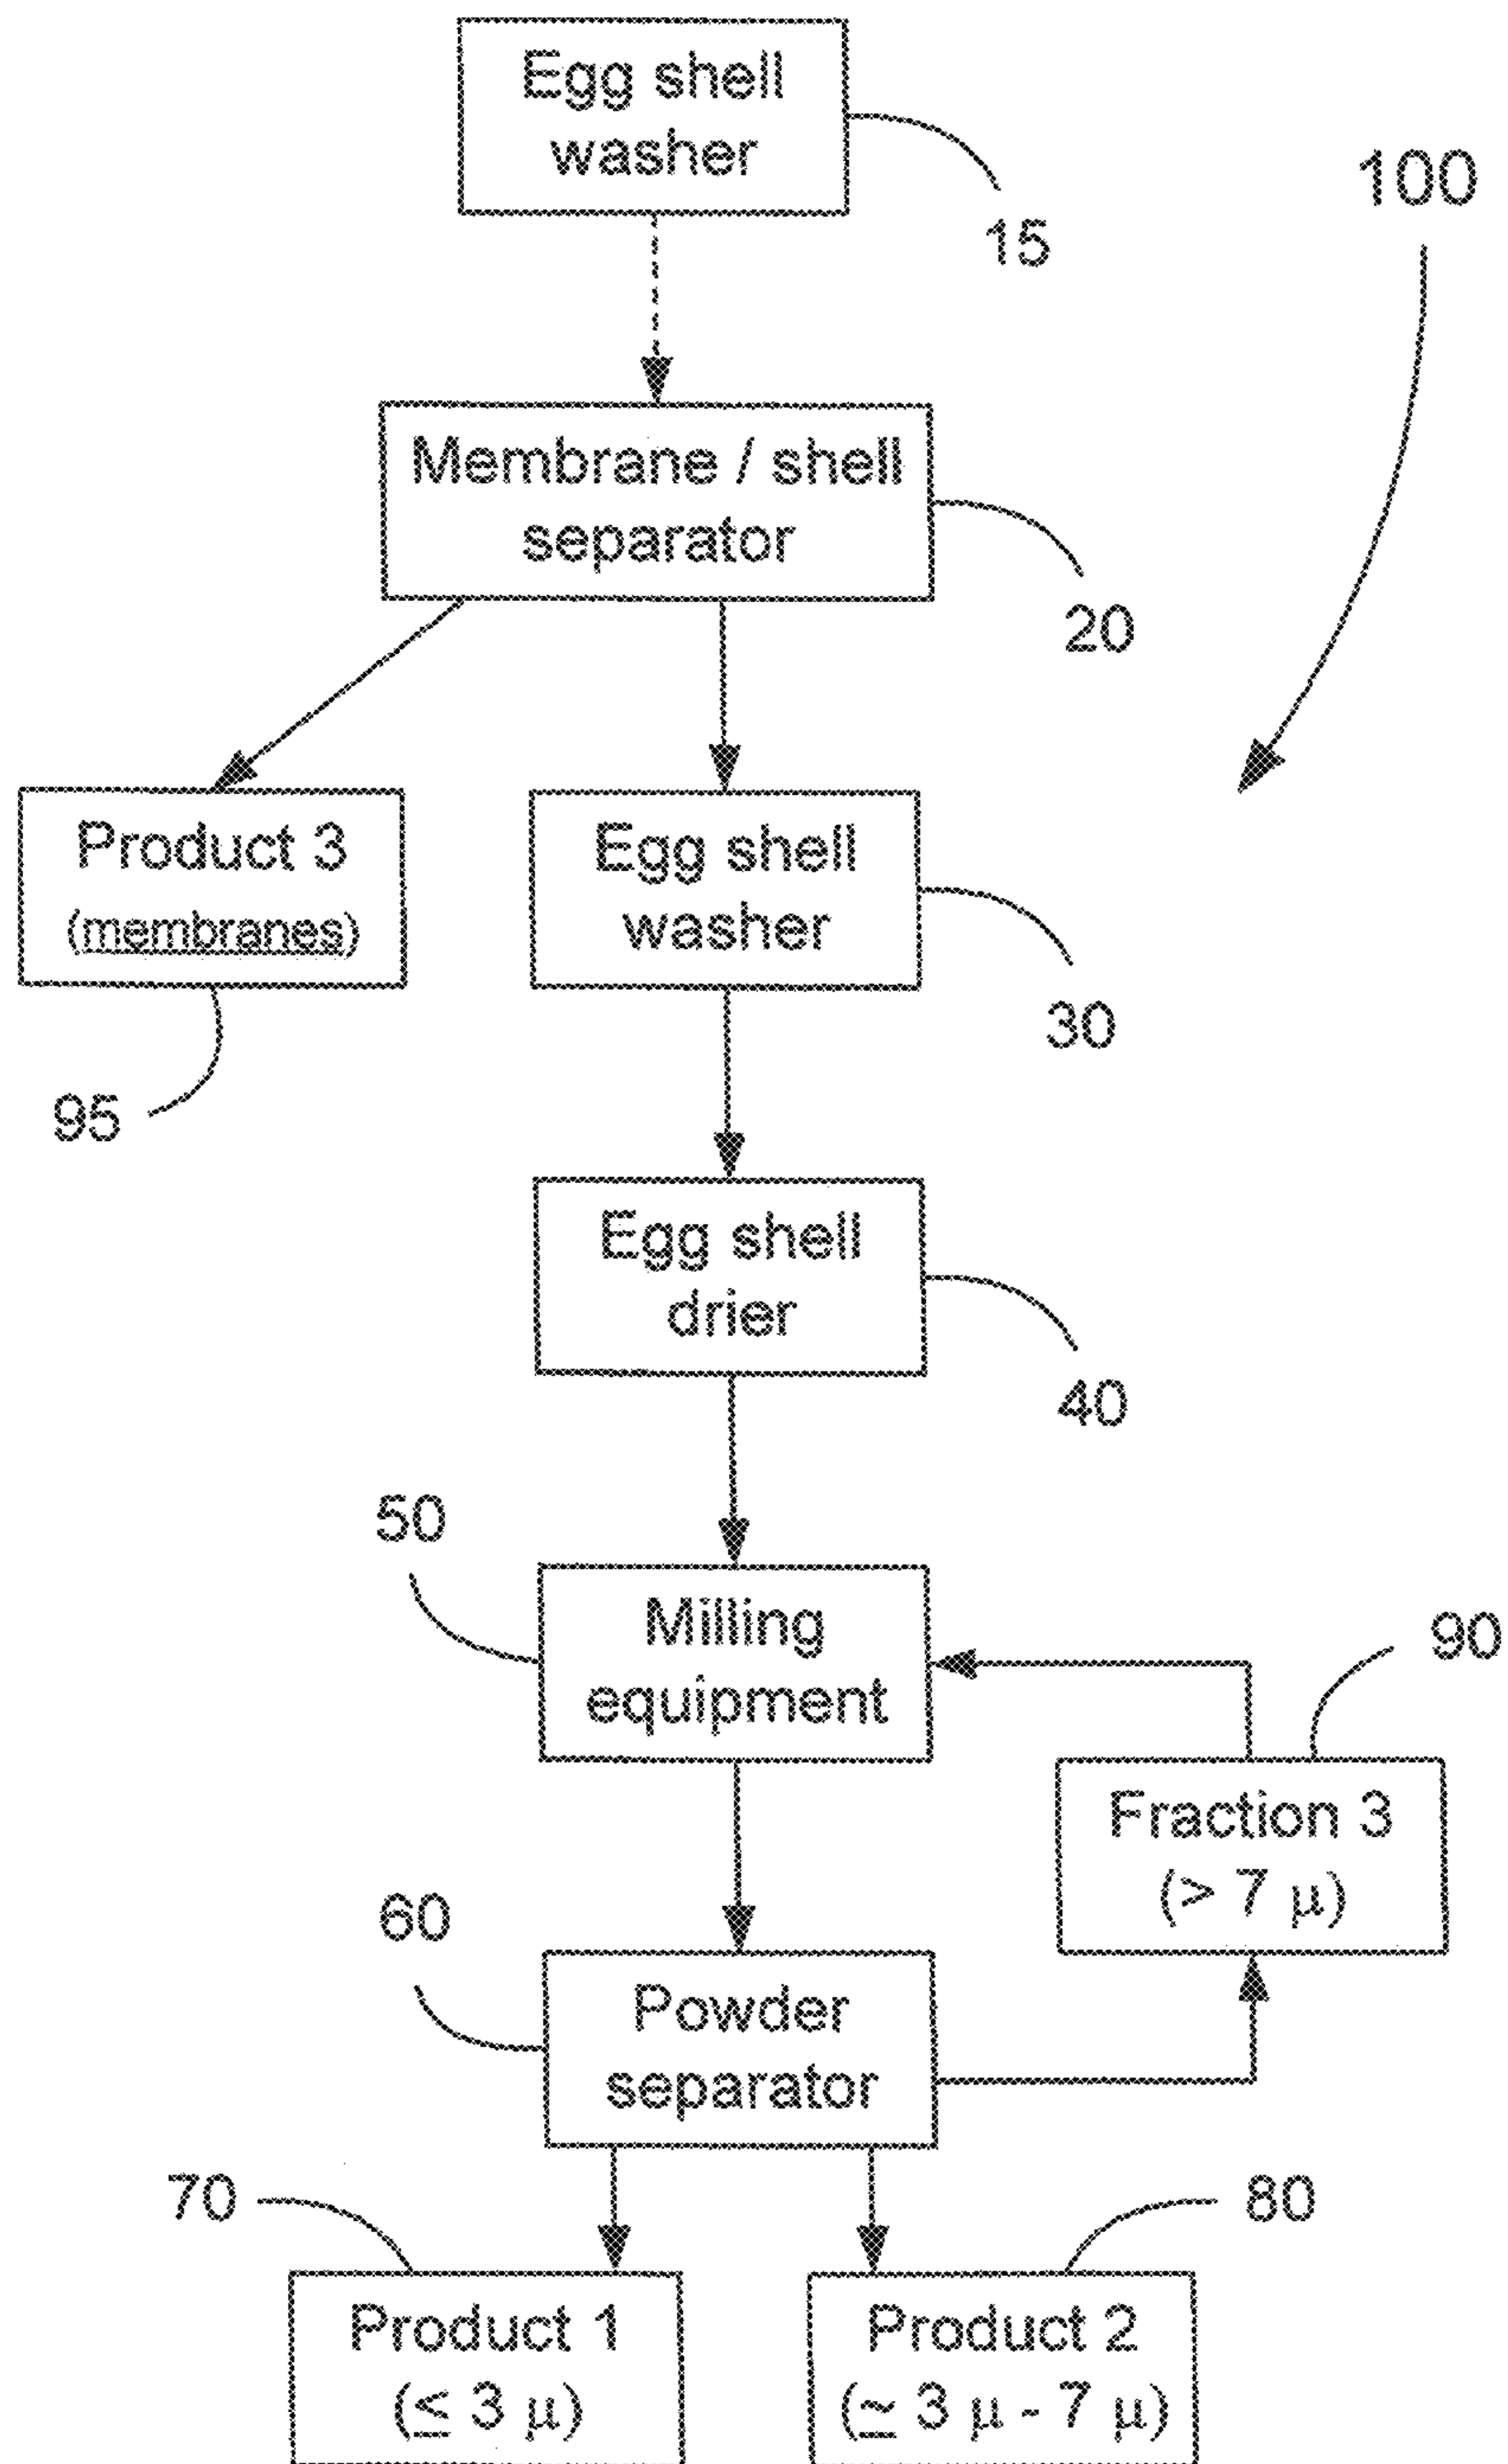 Egg shell
washer
15
100
Membrane / shell
separator
20
Product 3
(membranes)
95
Egg shell
washer
30
Egg shell
drier
40
50
Milling
equipment
90
Fraction 3
(> 7 μ)
60
Powder
separator
70
80
Product 1
(≤ 3 μ)
Product 2
(≃ 3 μ - 7 μ)